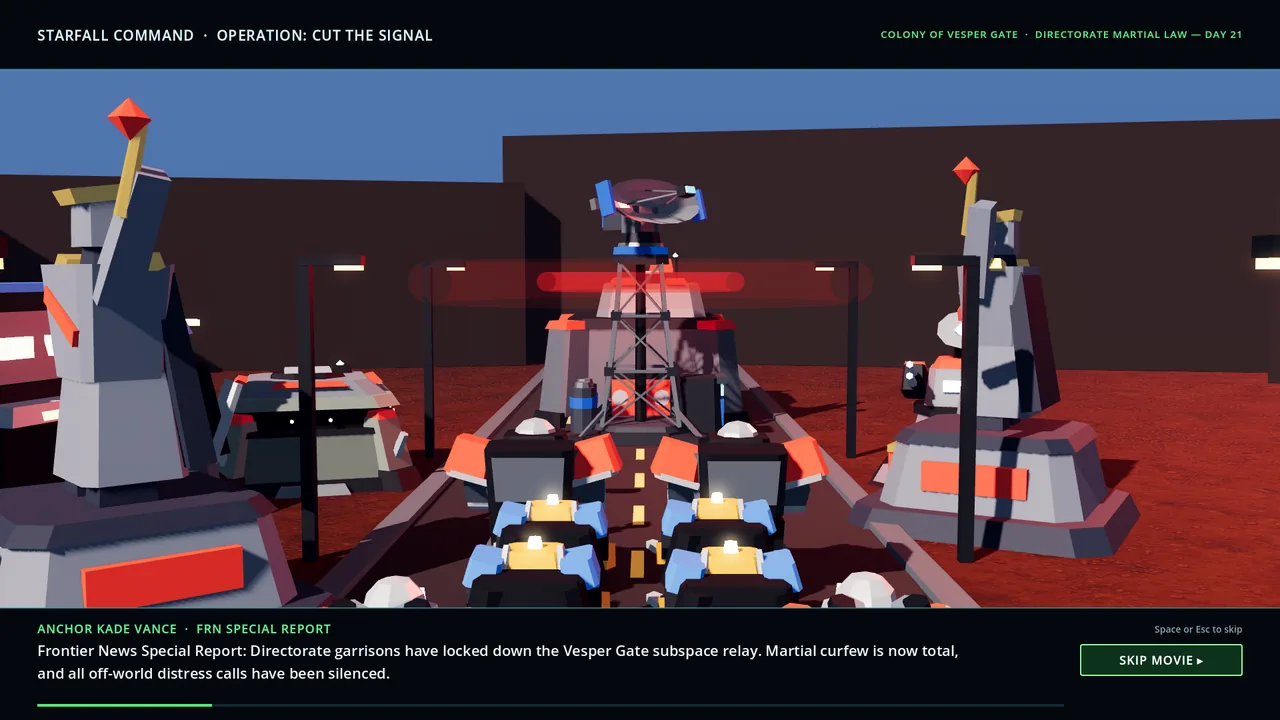 STARFALL COMMAND · OPERATION: CUT THE SIGNAL
COLONY OF VESPER GATE · DIRECTORATE MARTIAL LAW — DAY 21
ANCHOR KADE VANCE · FRN SPECIAL REPORT
Space or Esc to skip
Frontier News Special Report: Directorate garrisons have locked down the Vesper Gate subspace relay. Martial curfew is now total,
and all off-world distress calls have been silenced.
SKIP MOVIE ▸